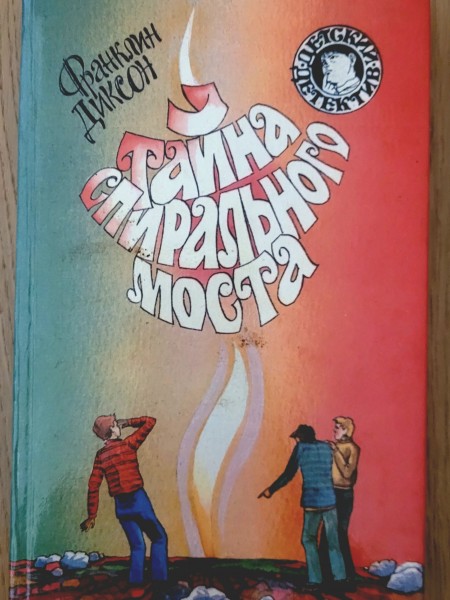 Франклин
Диксон
ДЕТСКИЙ
ДЕТЕКТИВ
ТАЙНА
СПИРАЛЬНОГО
МОСТА